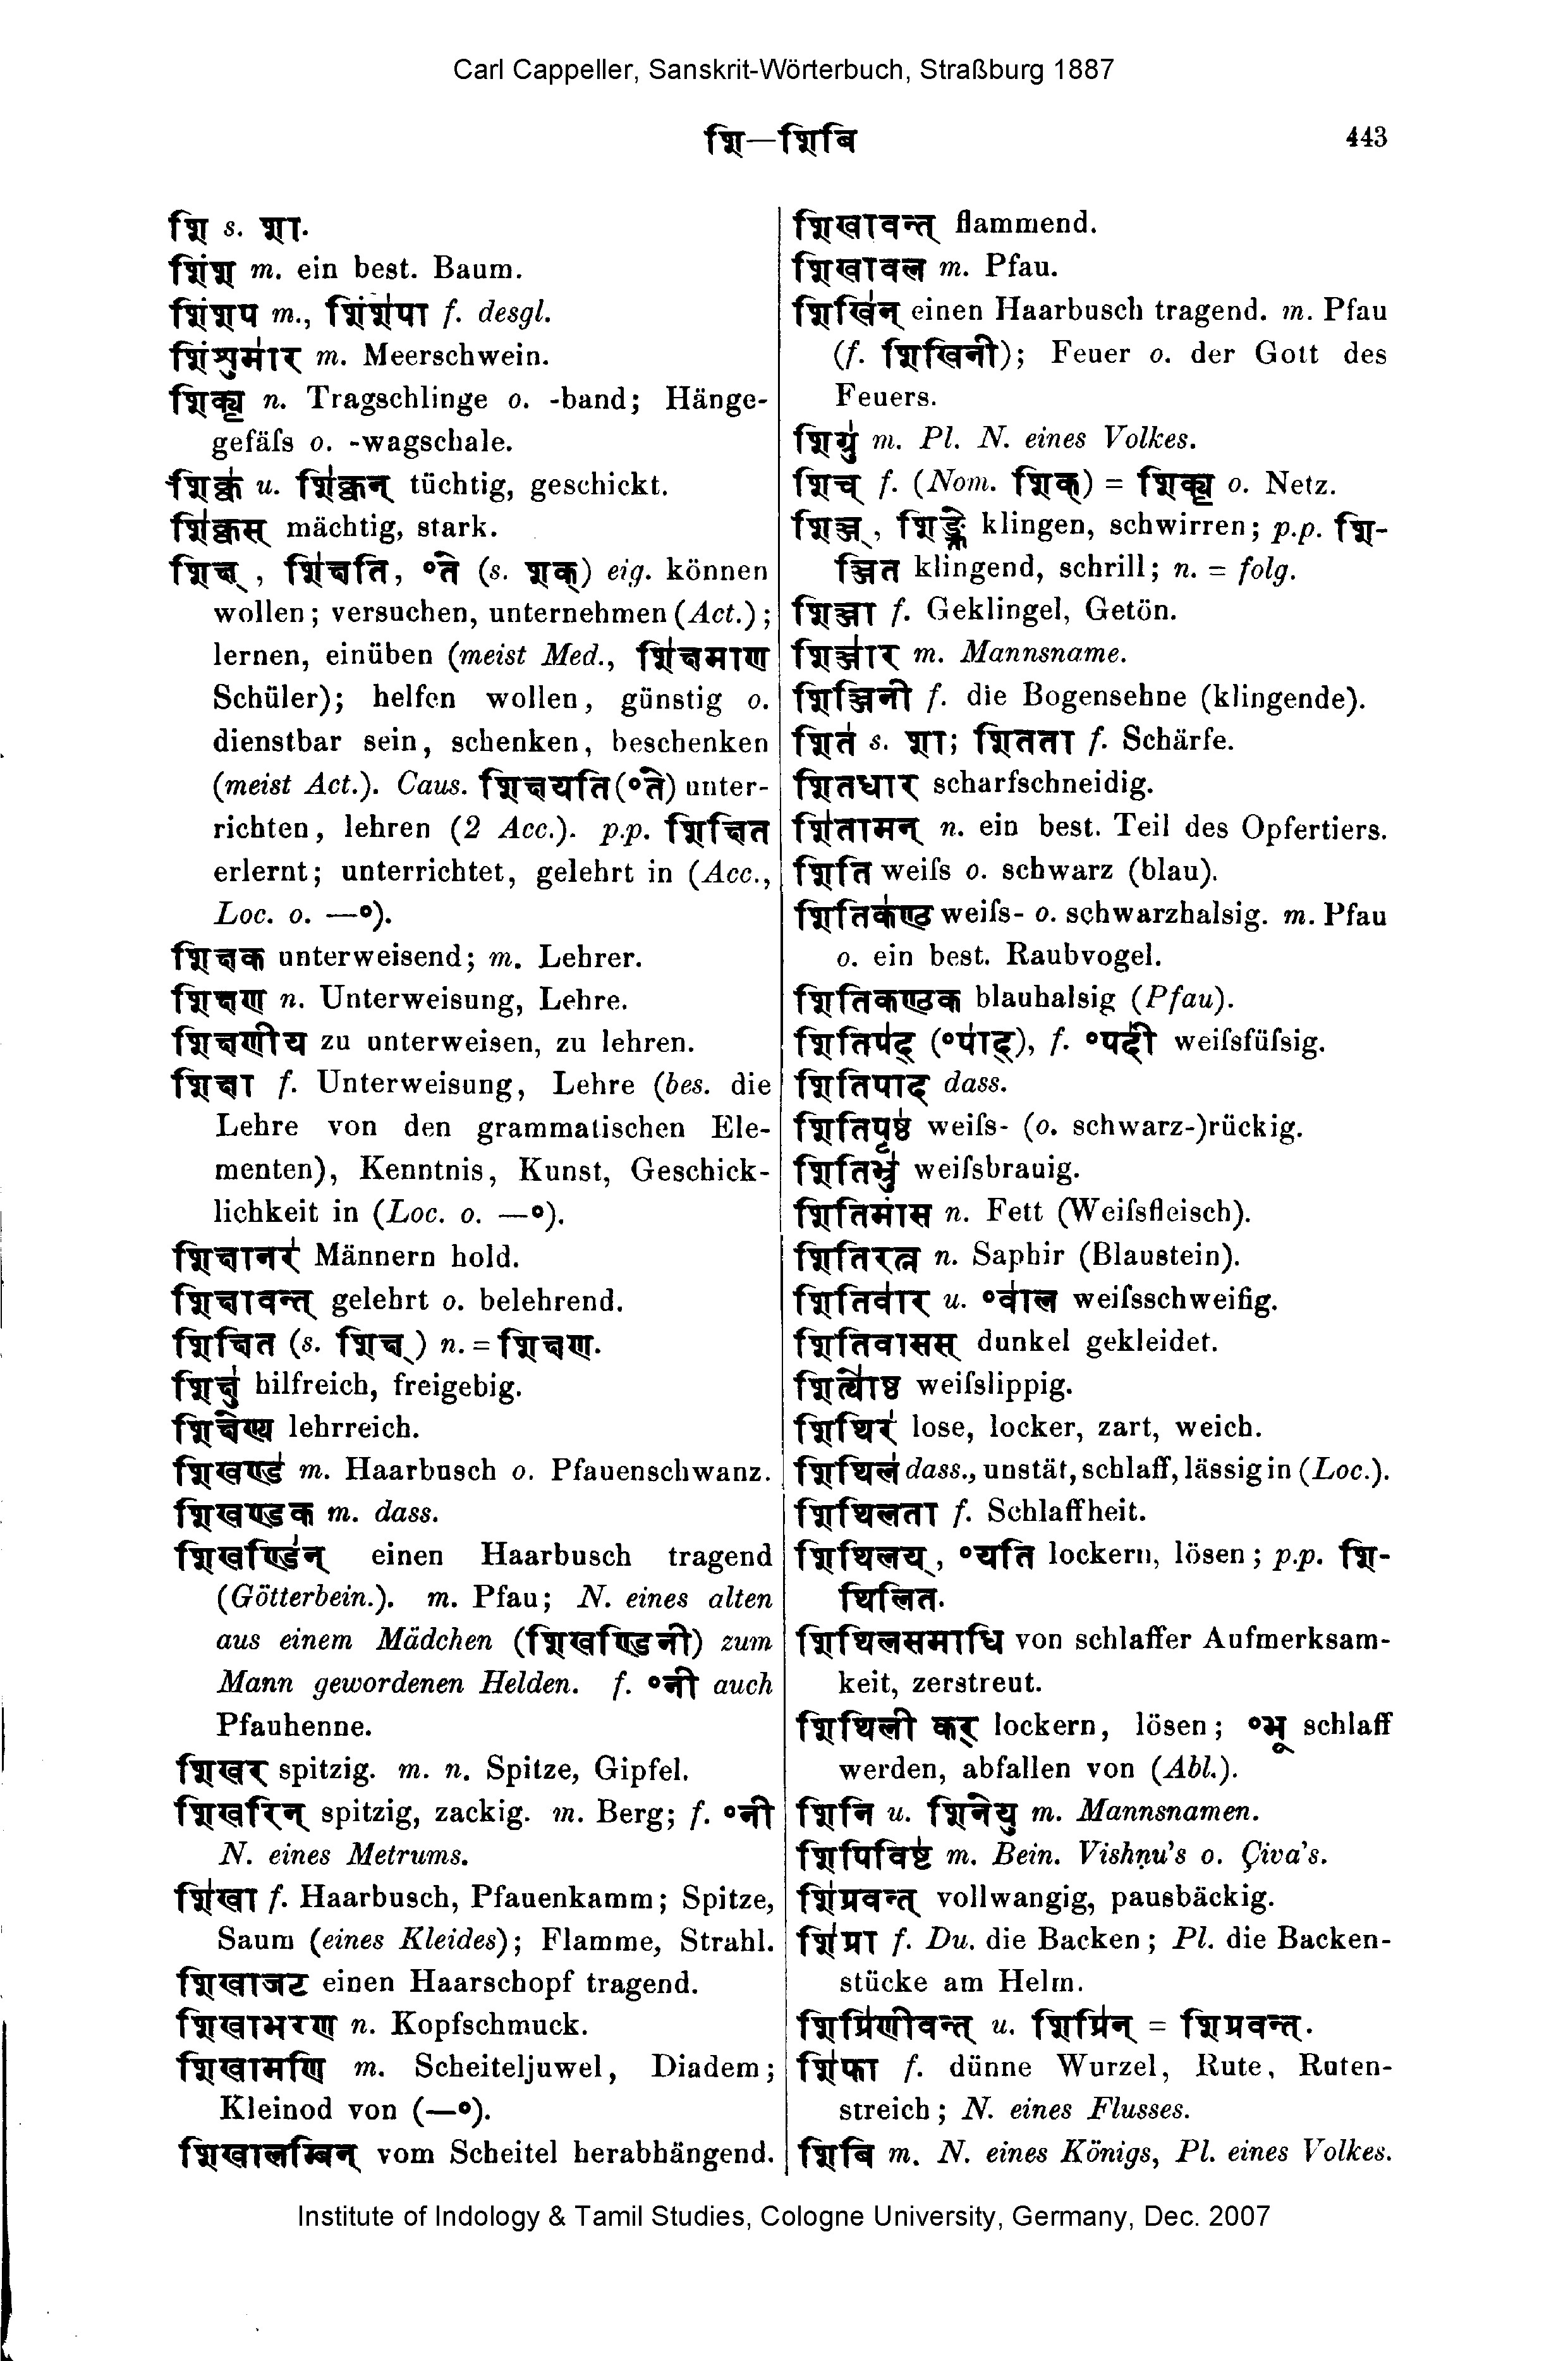 Carl Cappeller, Sanskrit-Wörterbuch, Straßburg 1887
शि—शिबि
443
शि s. शा.
शिंश m. ein best. Baum.
शिंशप m., शिंश॑पा f. desgl.
शिंशुमा॑र m. Meerschwein.
शिक्य n. Tragschlinge o. -band; Hänge-
gefäſs o. -wagschale.
शिक्व॑ u. शि॑क्वन् tüchtig, geschickt.
शि॑क्वस् mächtig, stark.
शिक्ष्, शि॑क्षति, °ते (s. शक्) eig. können
wollen; versuchen, unternehmen (Act.);
lernen, einüben (meist Med., शि॑क्षमाण
Schüler); helfen wollen, günstig o.
dienstbar sein, schenken, beschenken
(meist Act.). Caus. शिक्षयति (°ते) unter-
richten, lehren (2 Acc.). p.p. शिक्षित
erlernt; unterrichtet, gelehrt in (Acc.,
Loc. o. —°).
शिक्षक unterweisend; m. Lehrer.
शिक्षण n. Unterweisung, Lehre.
शिक्षणीय zu unterweisen, zu lehren.
शिक्षा f. Unterweisung, Lehre (bes. die
Lehre von den grammatischen Ele-
menten), Kenntnis, Kunst, Geschick-
lichkeit in (Loc. o. —°).
शिक्षानर॑ Männern hold.
शिक्षावन्त् gelehrt o. belehrend.
शिक्षित (s. शिक्ष्) n. = शिक्षण.
शिक्षु॑ hilfreich, freigebig.
शिक्षेण्य lehrreich.
शिखण्ड॑ m. Haarbusch o. Pfauenschwanz.
शिखण्डक m. dass.
शिखण्डि॑न् einen Haarbusch tragend
(Götterbein.). m. Pfau; N. eines alten
aus einem Mädchen (शिखण्डिनी) zum
Mann gewordenen Helden. f. °नी auch
Pfauhenne.
शिखर spitzig. m. n. Spitze, Gipfel.
शिखरिन् spitzig, zackig. m. Berg; f. °नी
N. eines Metrums.
शि॑खा f. Haarbusch, Pfauenkamm; Spitze,
Saum (eines Kleides); Flamme, Strahl.
शिखाजट einen Haarschopf tragend.
शिखाभरण n. Kopfschmuck.
शिखामणि m. Scheiteljuwel, Diadem;
Kleinod von (—°).
शिखालम्बिन् vom Scheitel herabhängend.
शिखावन्त् flammend.
शिखावल m. Pfau.
शिखि॑न् einen Haarbusch tragend. m. Pfau
(f. शिखिनी); Feuer o. der Gott des
Feuers.
शिग्रु॑ m. Pl. N. eines Volkes.
शिच् f. (Nom. शिक्) = शिक्य o. Netz.
शिञ्ज्, शिङ्क्ते klingen, schwirren; p.p. शि-
ञ्जित klingend, schrill; n. = folg.
शिञ्जा f. Geklingel, Getön.
शिञ्जा॑र m. Mannsname.
शिञ्जिनी f. die Bogensehne (klingende).
शित॑ s. शा; शितता f. Schärfe.
शितधार scharfschneidig.
शि॑तामन् n. ein best. Teil des Opfertiers.
शिति weiſs o. schwarz (blau).
शितिक॑ण्ठ weiſs- o. schwarzhalsig. m. Pfau
o. ein best. Raubvogel.
शितिकण्ठक blauhalsig (Pfau).
शितिप॑द् (°पा॑द्), f. °पदी॑ weiſsfüſsig.
शितिपाद् dass.
शितिपृष्ठ॑ weiſs- (o. schwarz-)rückig.
शितिभ्रु॑ weiſsbrauig.
शितिमांस n. Fett (Weiſsfleisch).
शितिरत्न n. Saphir (Blaustein).
शितिवा॑र u. °वा॑ल weiſsschweifig.
शितिवासस् dunkel gekleidet.
शित्यो॑ष्ठ weiſslippig.
शिथिर॑ lose, locker, zart, weich.
शिथिल॑ dass., unstät, schlaff, lässig in (Loc.).
शिथिलता f. Schlaffheit.
शिथिलय्, °यति lockern, lösen; p.p. शि-
थिलित.
शिथिलसमाधि von schlaffer Aufmerksam-
keit, zerstreut.
शिथिली कर् lockern, lösen; °भू schlaff
werden, abfallen von (Abl.).
शिनि u. शिनेयु m. Mannsnamen.
शिपिविष्ट॑ m. Bein. Vishṇu's o. Çiva's.
शि॑प्रवन्त् vollwangig, pausbäckig.
शि॑प्रा f. Du. die Backen; Pl. die Backen-
stücke am Helm.
शिप्रि॑णीवन्त् u. शिप्रि॑न् = शिप्रवन्त्.
शि॑फा f. dünne Wurzel, Rute, Ruten-
streich; N. eines Flusses.
शिबि m. N. eines Königs, Pl. eines Volkes.
Institute of Indology & Tamil Studies, Cologne University, Germany, Dec. 2007